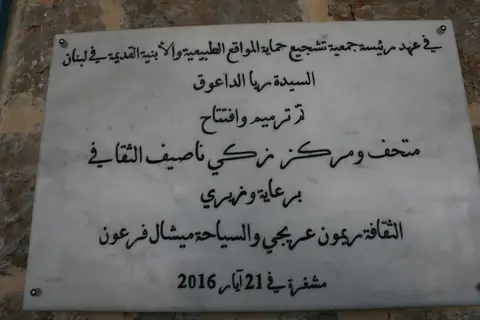 في عهد رئيسة جمعية تشجيع حماية المواقع الطبيعية والأبنية القديمة في لبنان
السيدة ريا الداعوق
تم ترميم وافتتاح
متحف ومركز زكي ناصيف الثقافي
برعاية وزيري
الثقافة ريمون عريجي والسياحة ميشال فرعون
مشغرة في 21 آيار 2016